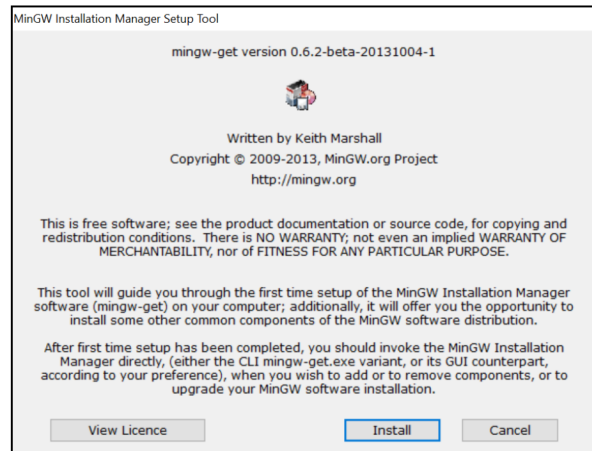 MinGW Installation Manager Setup Tool
mingw-get version 0.6.2-beta-20131004-1
Written by Keith Marshall
Copyright © 2009-2013, MinGW.org Project
http://mingw.org
This is free software; see the product documentation or source code, for copying and
redistribution conditions.  There is NO WARRANTY; not even an implied WARRANTY OF
MERCHANTABILITY, nor of FITNESS FOR ANY PARTICULAR PURPOSE.
This tool will guide you through the first time setup of the MinGW Installation Manager
software (mingw-get) on your computer; additionally, it will offer you the opportunity to
install some other common components of the MinGW software distribution.
After first time setup has been completed, you should invoke the MinGW Installation
Manager directly, (either the CLI mingw-get.exe variant, or its GUI counterpart,
according to your preference), when you wish to add or to remove components, or to
upgrade your MinGW software installation.
View Licence Install Cancel